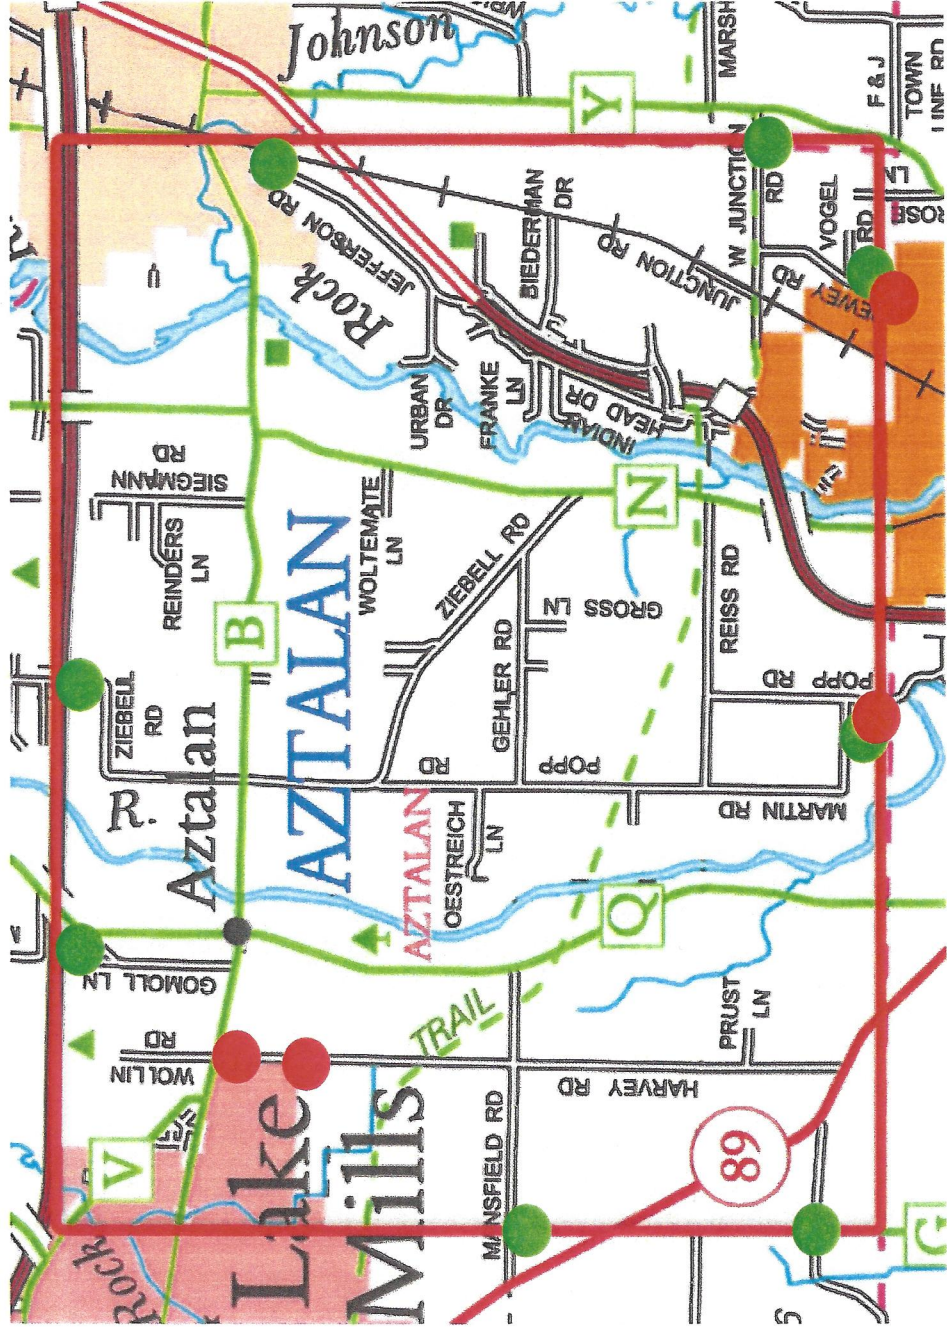 Johnson
MARSH
F & J
TOWN
Y
W JUNCTION
RD
VOGEL
RD
LN
ROSE
BIEDERMAN
DR
JEFFERSON RD
Rock
JUNCTION RD
RD
URBAN
DR
FRANKE
LN
INDIAN
HEAD DR
SIEGMANN
RD
REINDERS
LN
WOLTEMATE
LN
ZIEBELL RD
N
GROSS
LN
REISS RD
B
AZTALAN
GEHLER RD
POPP RD
ZIEBELL
RD
Aztalan
R.
POPP
RD
MARTIN RD
AZTALAN
OESTREICH
LN
Q
GOMOLL LN
WOLLIN
RD
TRAIL
PRUST
LN
HARVEY RD
MANSFIELD RD
V
Lake
Mills
89
Rock
G